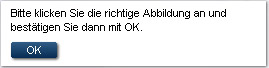 Bitte klicken Sie die richtige Abbildung an und
bestätigen Sie dann mit OK.
OK